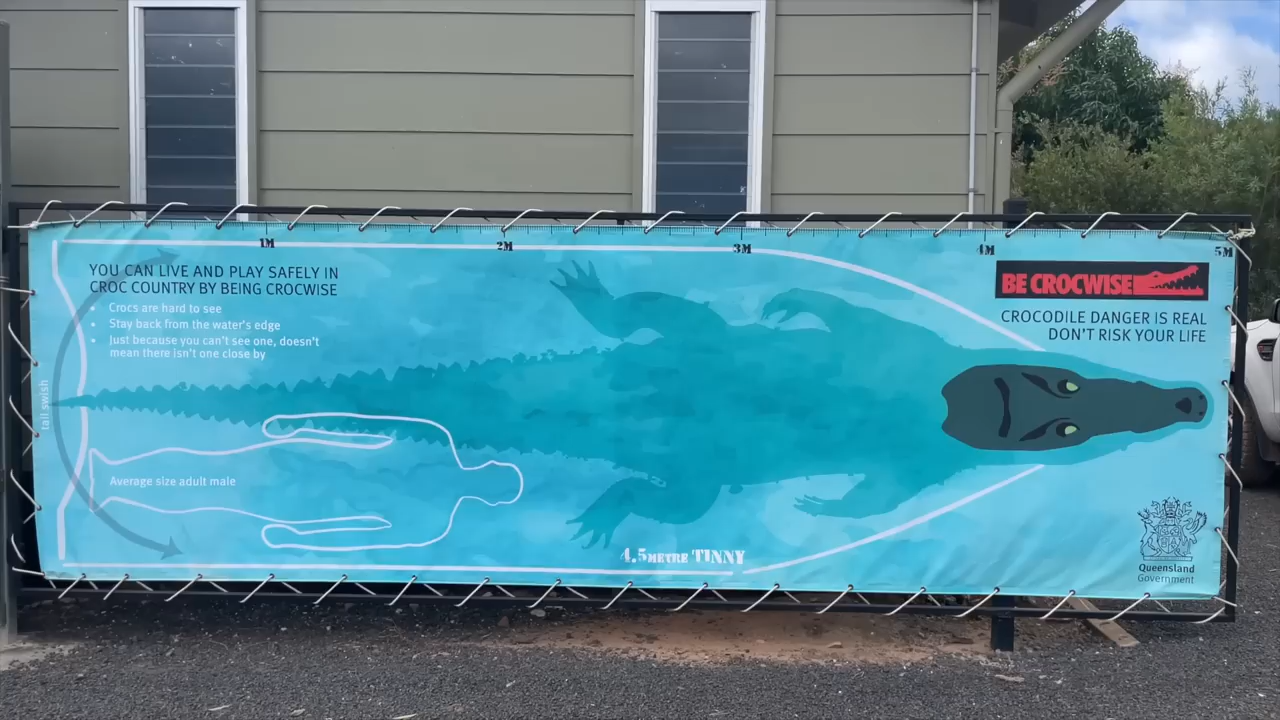 1M
2M
3M
4M
5M
YOU CAN LIVE AND PLAY SAFELY IN
CROC COUNTRY BY BEING CROCWISE
• Crocs are hard to see
• Stay back from the water's edge
• Just because you can't see one, doesn't
mean there isn't one close by
BE CROCWISE
CROCODILE DANGER IS REAL
DON'T RISK YOUR LIFE
tail swish
Average size adult male
4.5METRE TINNY
Queensland
Government